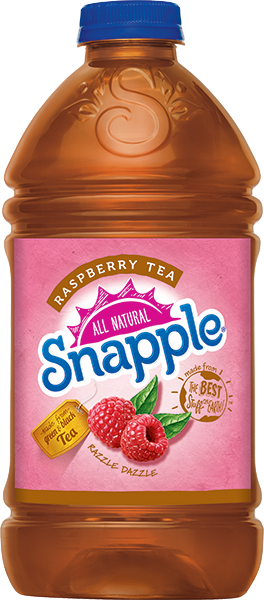 RASPBERRY TEA
ALL NATURAL
Snapple®
made from
THE BEST
Stuff on EARTH!
Made from
green & black
Tea
RAZZLE DAZZLE